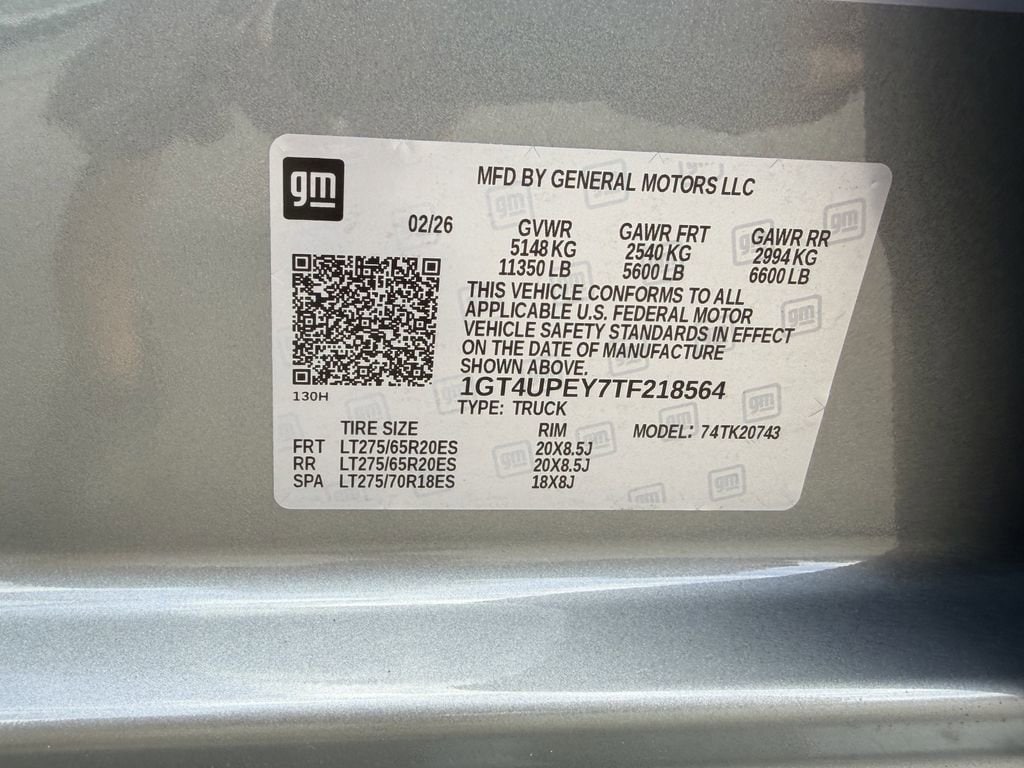 gm
MFD BY GENERAL MOTORS LLC
02/26
GVWR GAWR FRT GAWR RR
5148 KG 2540 KG 2994 KG
11350 LB 5600 LB 6600 LB
THIS VEHICLE CONFORMS TO ALL
APPLICABLE U.S. FEDERAL MOTOR
VEHICLE SAFETY STANDARDS IN EFFECT
ON THE DATE OF MANUFACTURE
SHOWN ABOVE.
1GT4UPEY7TF218564
130H
TYPE: TRUCK
TIRE SIZE RIM MODEL: 74TK20743
FRT LT275/65R20ES 20X8.5J
RR LT275/65R20ES 20X8.5J
SPA LT275/70R18ES 18X8J